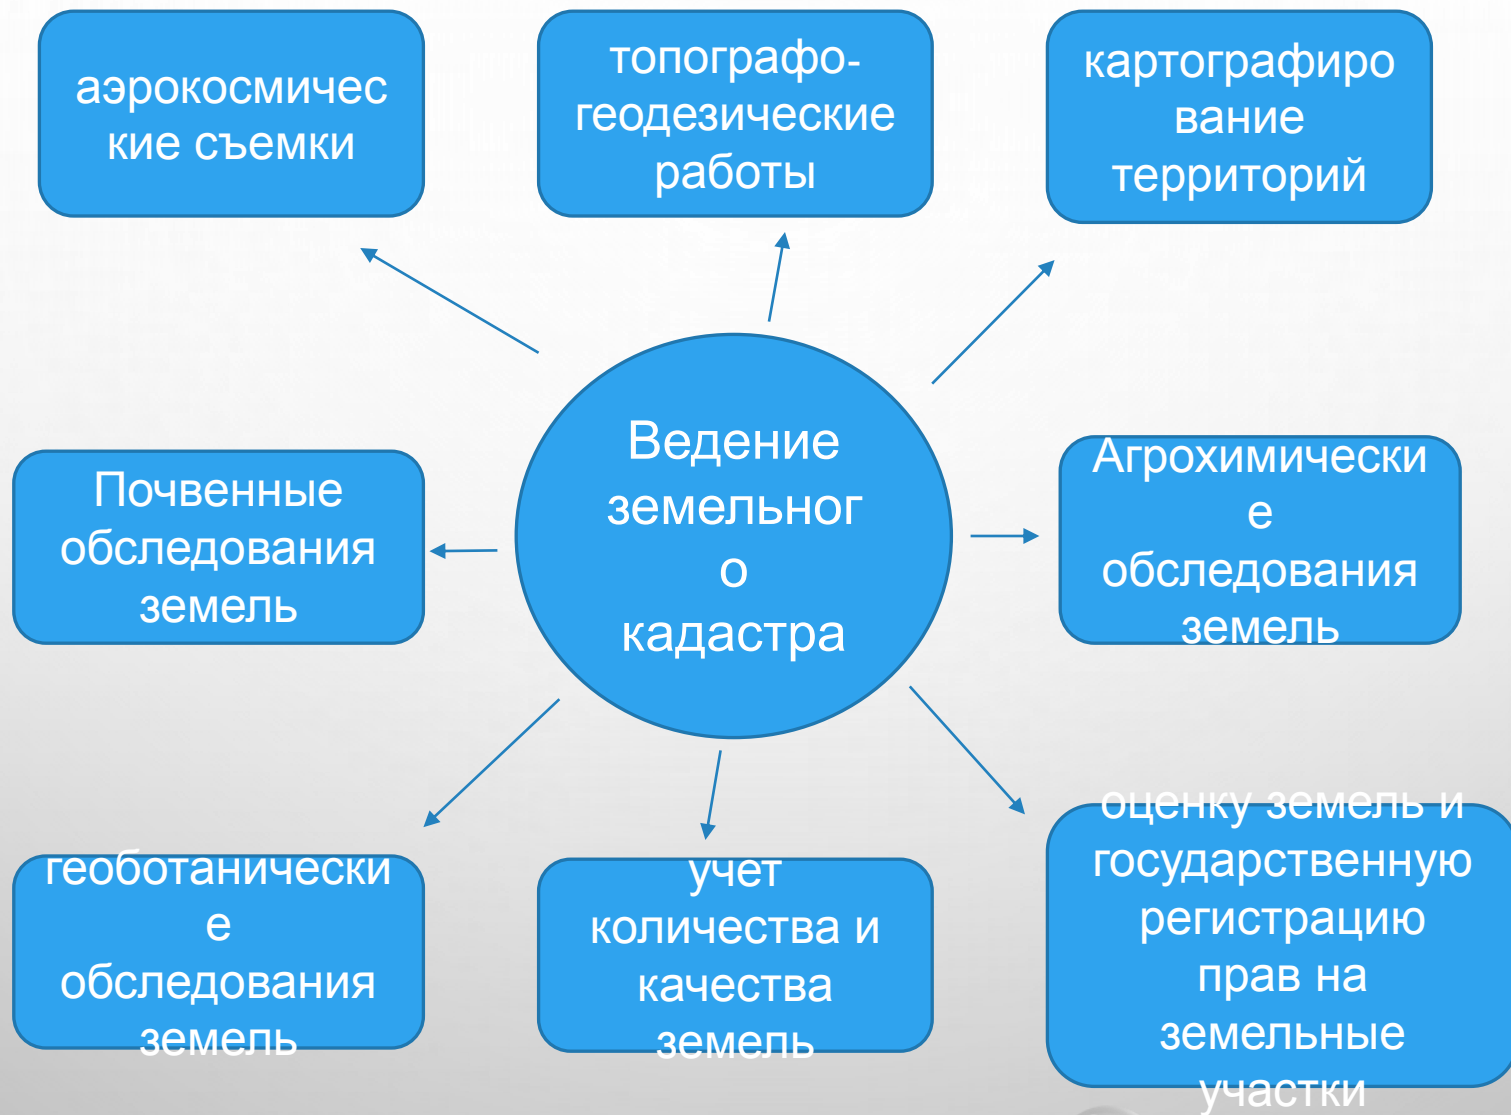 аэрокосмичес
кие съемки
топографо-
геодезические
работы
картографиро
вание
территорий
Почвенные
обследования
земель
Ведение
земельног
о
кадастра
Агрохимически
е
обследования
земель
геоботанически
е
обследования
земель
учет
количества и
качества
земель
оценку земель и
государственную
регистрацию
прав на
земельные
участки